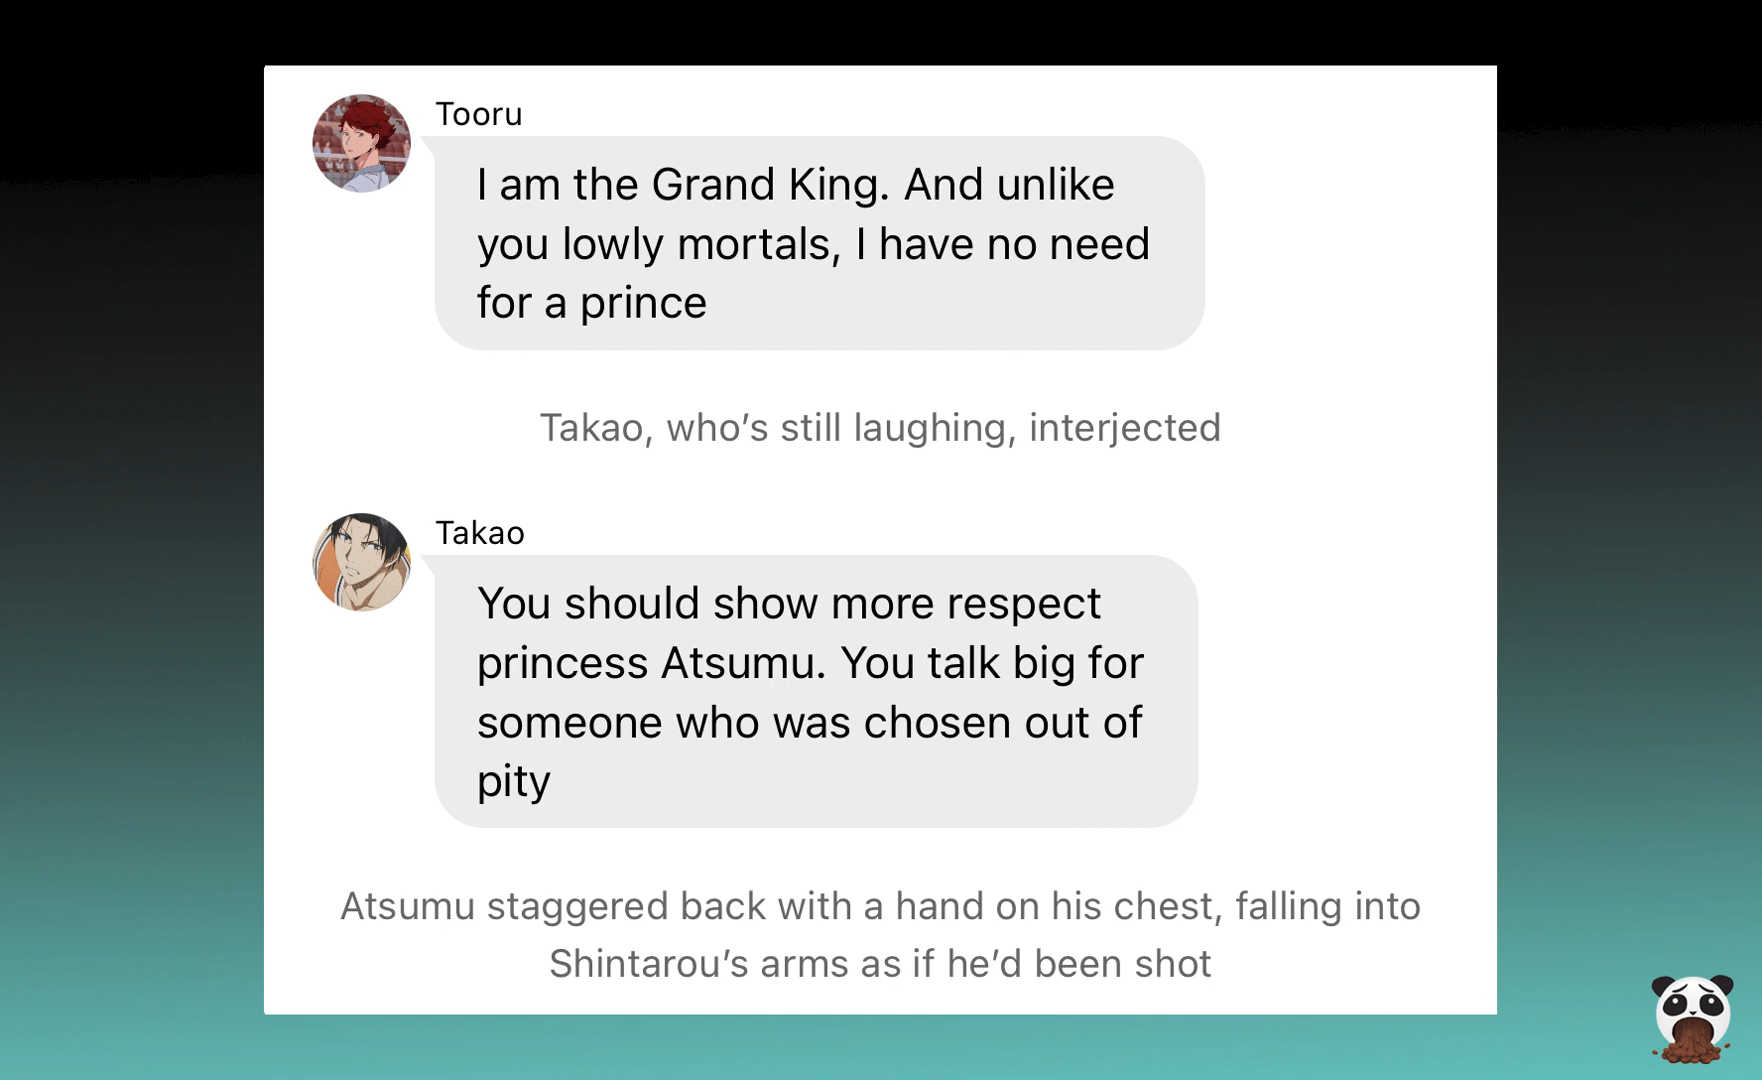 Tooru
I am the Grand King. And unlike
you lowly mortals, I have no need
for a prince
Takao, who’s still laughing, interjected
Takao
You should show more respect
princess Atsumu. You talk big for
someone who was chosen out of
pity
Atsumu staggered back with a hand on his chest, falling into
Shintarou’s arms as if he’d been shot